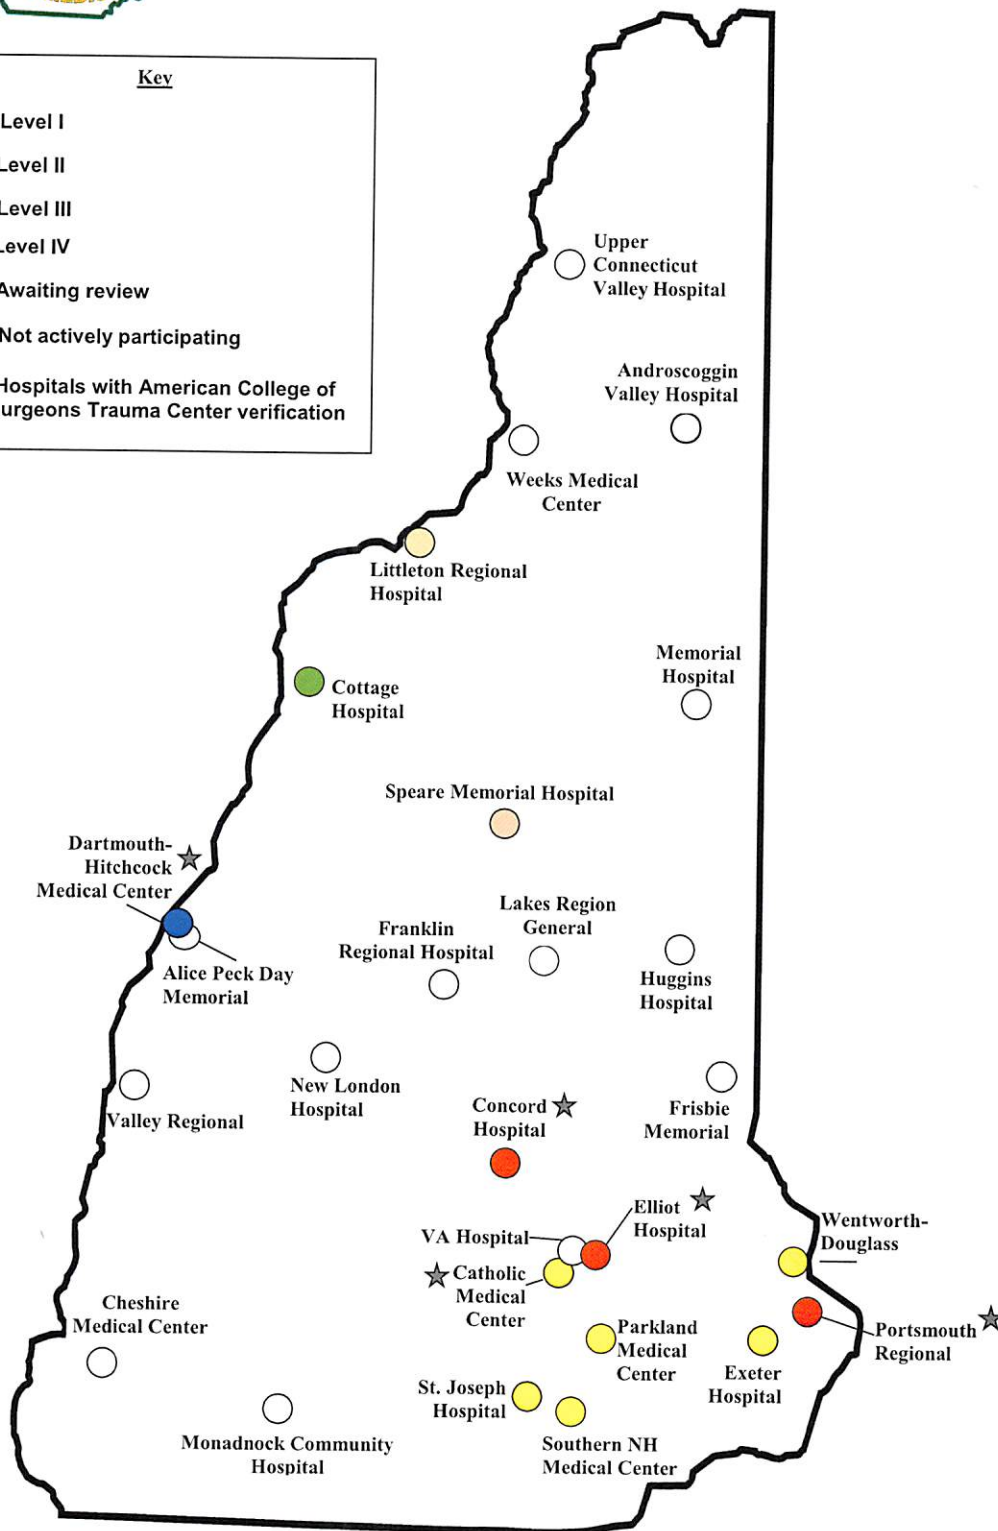 Key
Level I
Level II
Level III
Level IV
Awaiting review
Not actively participating
Hospitals with American College of
urgeons Trauma Center verification
Upper
Connecticut
Valley Hospital
Androscoggin
Valley Hospital
Weeks Medical
Center
Littleton Regional
Hospital
Memorial
Hospital
Cottage
Hospital
Speare Memorial Hospital
Dartmouth-
Hitchcock
Medical Center
Lakes Region
General
Franklin
Regional Hospital
Alice Peck Day
Memorial
Huggins
Hospital
New London
Hospital
Valley Regional
Concord
Hospital
Frisbie
Memorial
Elliot
Hospital
VA Hospital
Wentworth-
Douglass
Catholic
Medical
Center
Cheshire
Medical Center
Parkland
Medical
Center
Portsmouth
Regional
Exeter
Hospital
St. Joseph
Hospital
Southern NH
Medical Center
Monadnock Community
Hospital